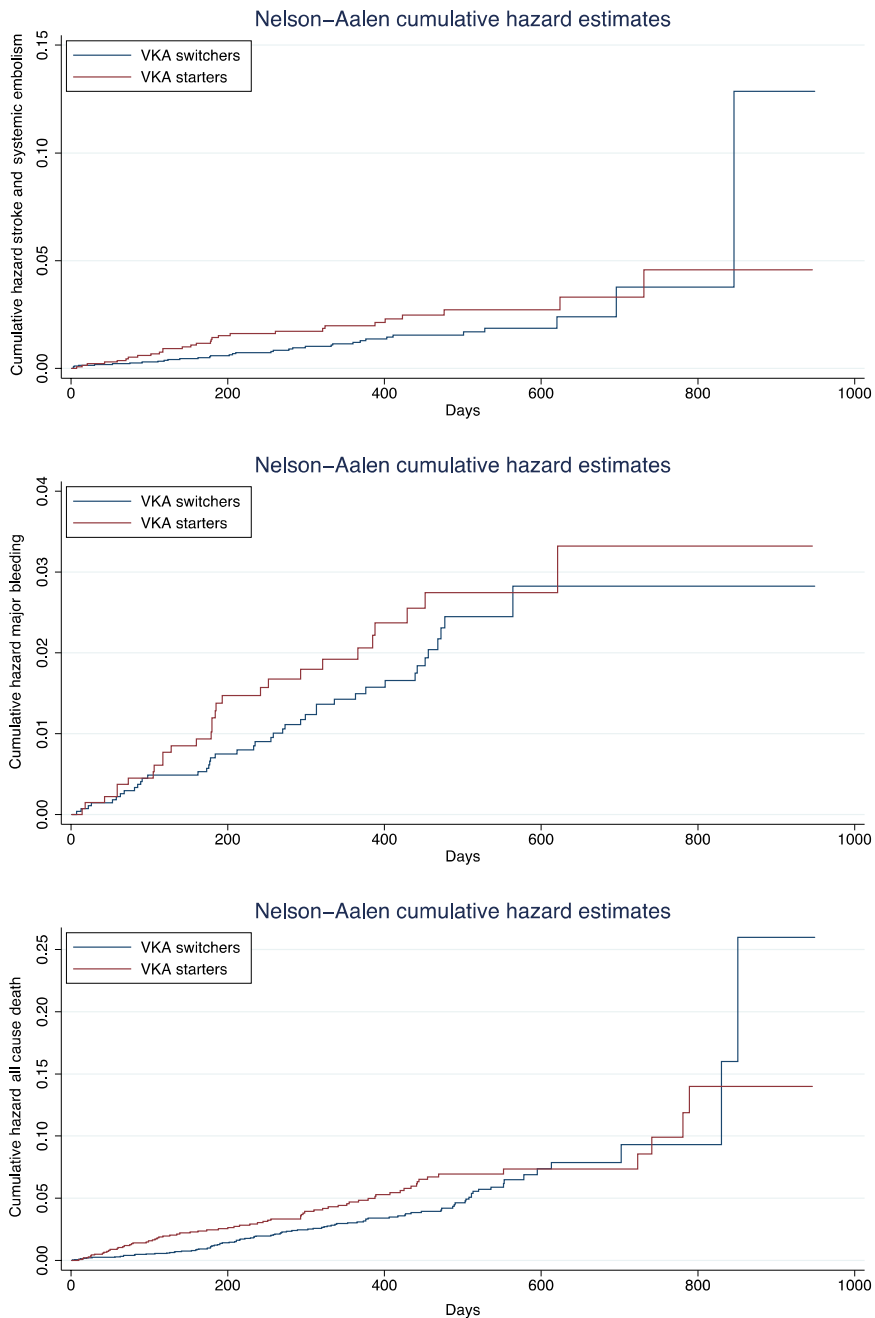 Nelson−Aalen cumulative hazard estimates
VKA switchers
VKA starters
Cumulative hazard stroke and systemic embolism
0.15
0.10
0.05
0.00
0 200 400 600 800 1000
Days
Nelson−Aalen cumulative hazard estimates
VKA switchers
VKA starters
Cumulative hazard major bleeding
0.04
0.03
0.02
0.01
0.00
0 200 400 600 800 1000
Days
Nelson−Aalen cumulative hazard estimates
VKA switchers
VKA starters
Cumulative hazard all cause death
0.25
0.20
0.15
0.10
0.05
0.00
0 200 400 600 800 1000
Days